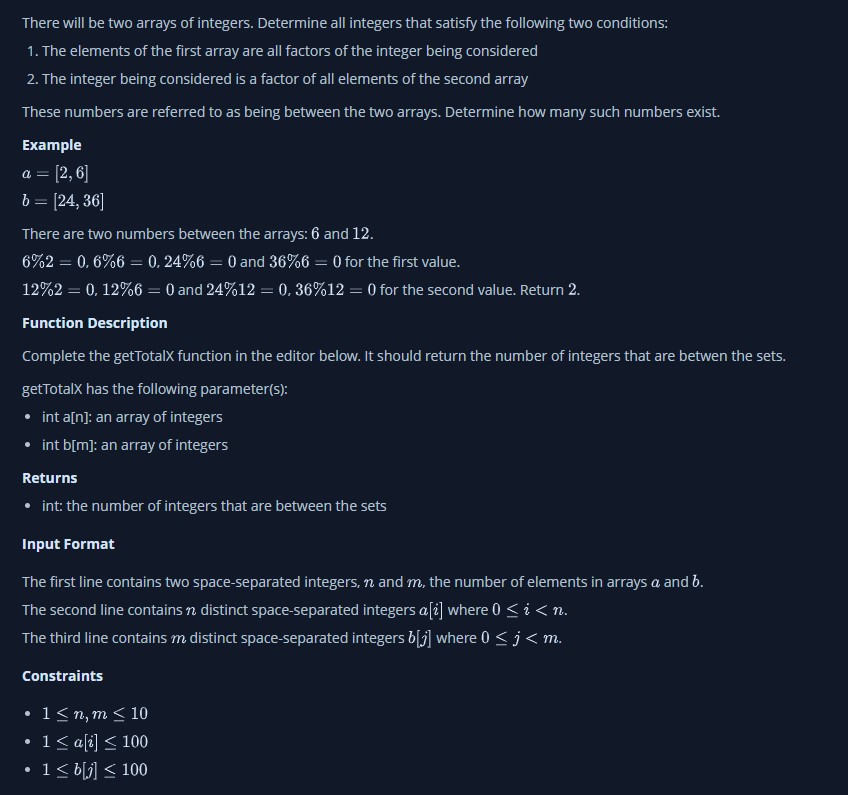 There will be two arrays of integers. Determine all integers that satisfy the following two conditions:
1. The elements of the first array are all factors of the integer being considered
2. The integer being considered is a factor of all elements of the second array
These numbers are referred to as being between the two arrays. Determine how many such numbers exist.
Example
a = [2, 6]
b = [24, 36]
There are two numbers between the arrays: 6 and 12.
6%2 = 0, 6%6 = 0, 24%6 = 0 and 36%6 = 0 for the first value.
12%2 = 0, 12%6 = 0 and 24%12 = 0, 36%12 = 0 for the second value. Return 2.
Function Description
Complete the getTotalX function in the editor below. It should return the number of integers that are betwen the sets.
getTotalX has the following parameter(s):
• int a[n]: an array of integers
• int b[m]: an array of integers
Returns
• int: the number of integers that are between the sets
Input Format
The first line contains two space-separated integers, n and m, the number of elements in arrays a and b.
The second line contains n distinct space-separated integers a[i] where 0 ≤ i < n.
The third line contains m distinct space-separated integers b[j] where 0 ≤ j < m.
Constraints
• 1 ≤ n, m ≤ 10
• 1 ≤ a[i] ≤ 100
• 1 ≤ b[j] ≤ 100